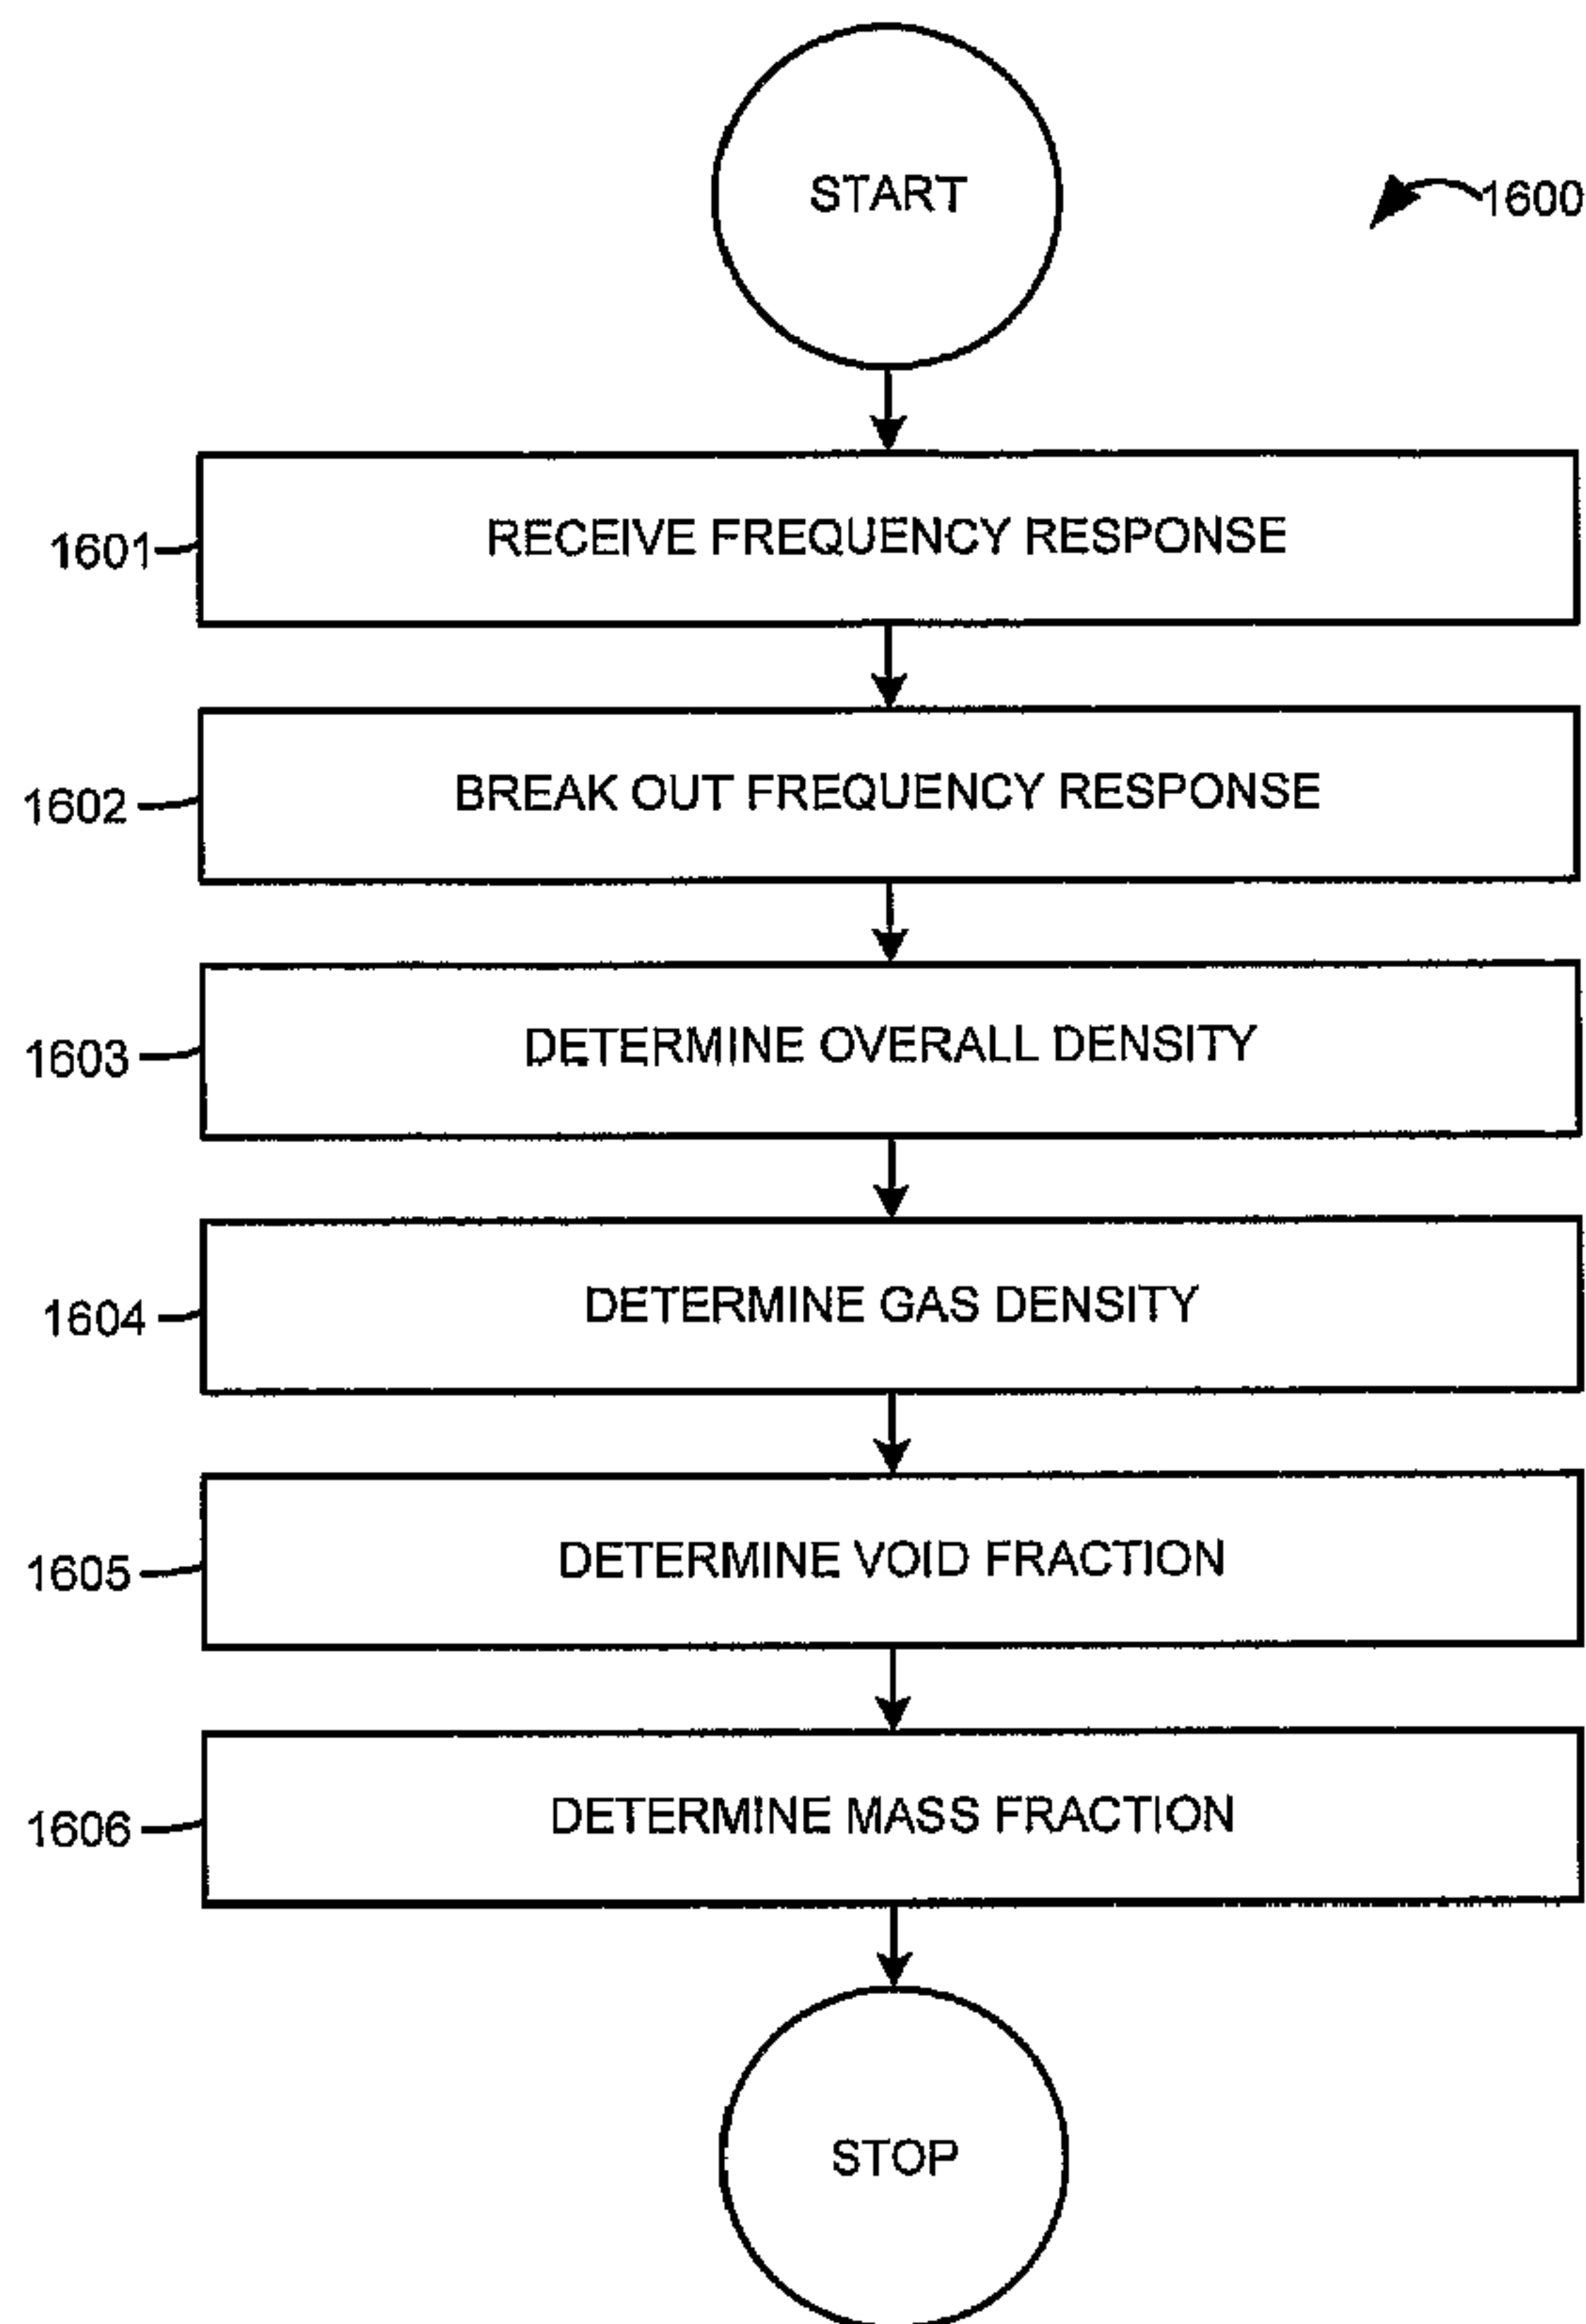 START
1600
1601
RECEIVE FREQUENCY RESPONSE
1602
BREAK OUT FREQUENCY RESPONSE
1603
DETERMINE OVERALL DENSITY
1604
DETERMINE GAS DENSITY
1605
DETERMINE VOID FRACTION
1606
DETERMINE MASS FRACTION
STOP